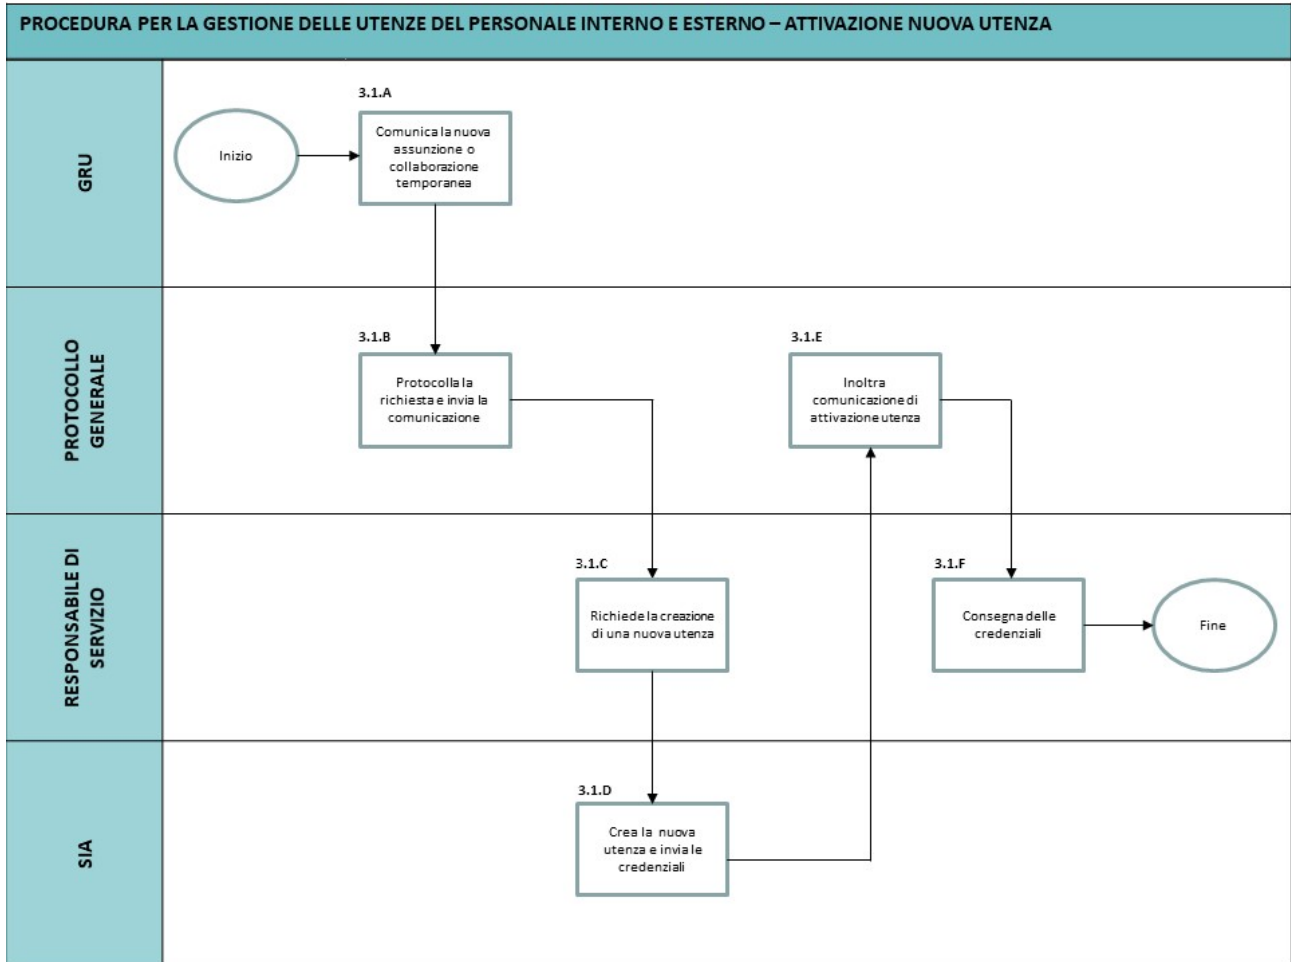 PROCEDURA PER LA GESTIONE DELLE UTENZE DEL PERSONALE INTERNO E ESTERNO – ATTIVAZIONE NUOVA UTENZA
GRU
Inizio
3.1.A
Comunica la nuova
assunzione o
collaborazione
temporanea
PROTOCOLLO
GENERALE
3.1.B
Protocolla la
richiesta e invia la
comunicazione
3.1.E
Inoltra
comunicazione di
attivazione utenza
RESPONSABILE DI
SERVIZIO
3.1.C
Richiede la creazione
di una nuova utenza
3.1.F
Consegna delle
credenziali
Fine
SIA
3.1.D
Crea la nuova
utenza e invia le
credenziali